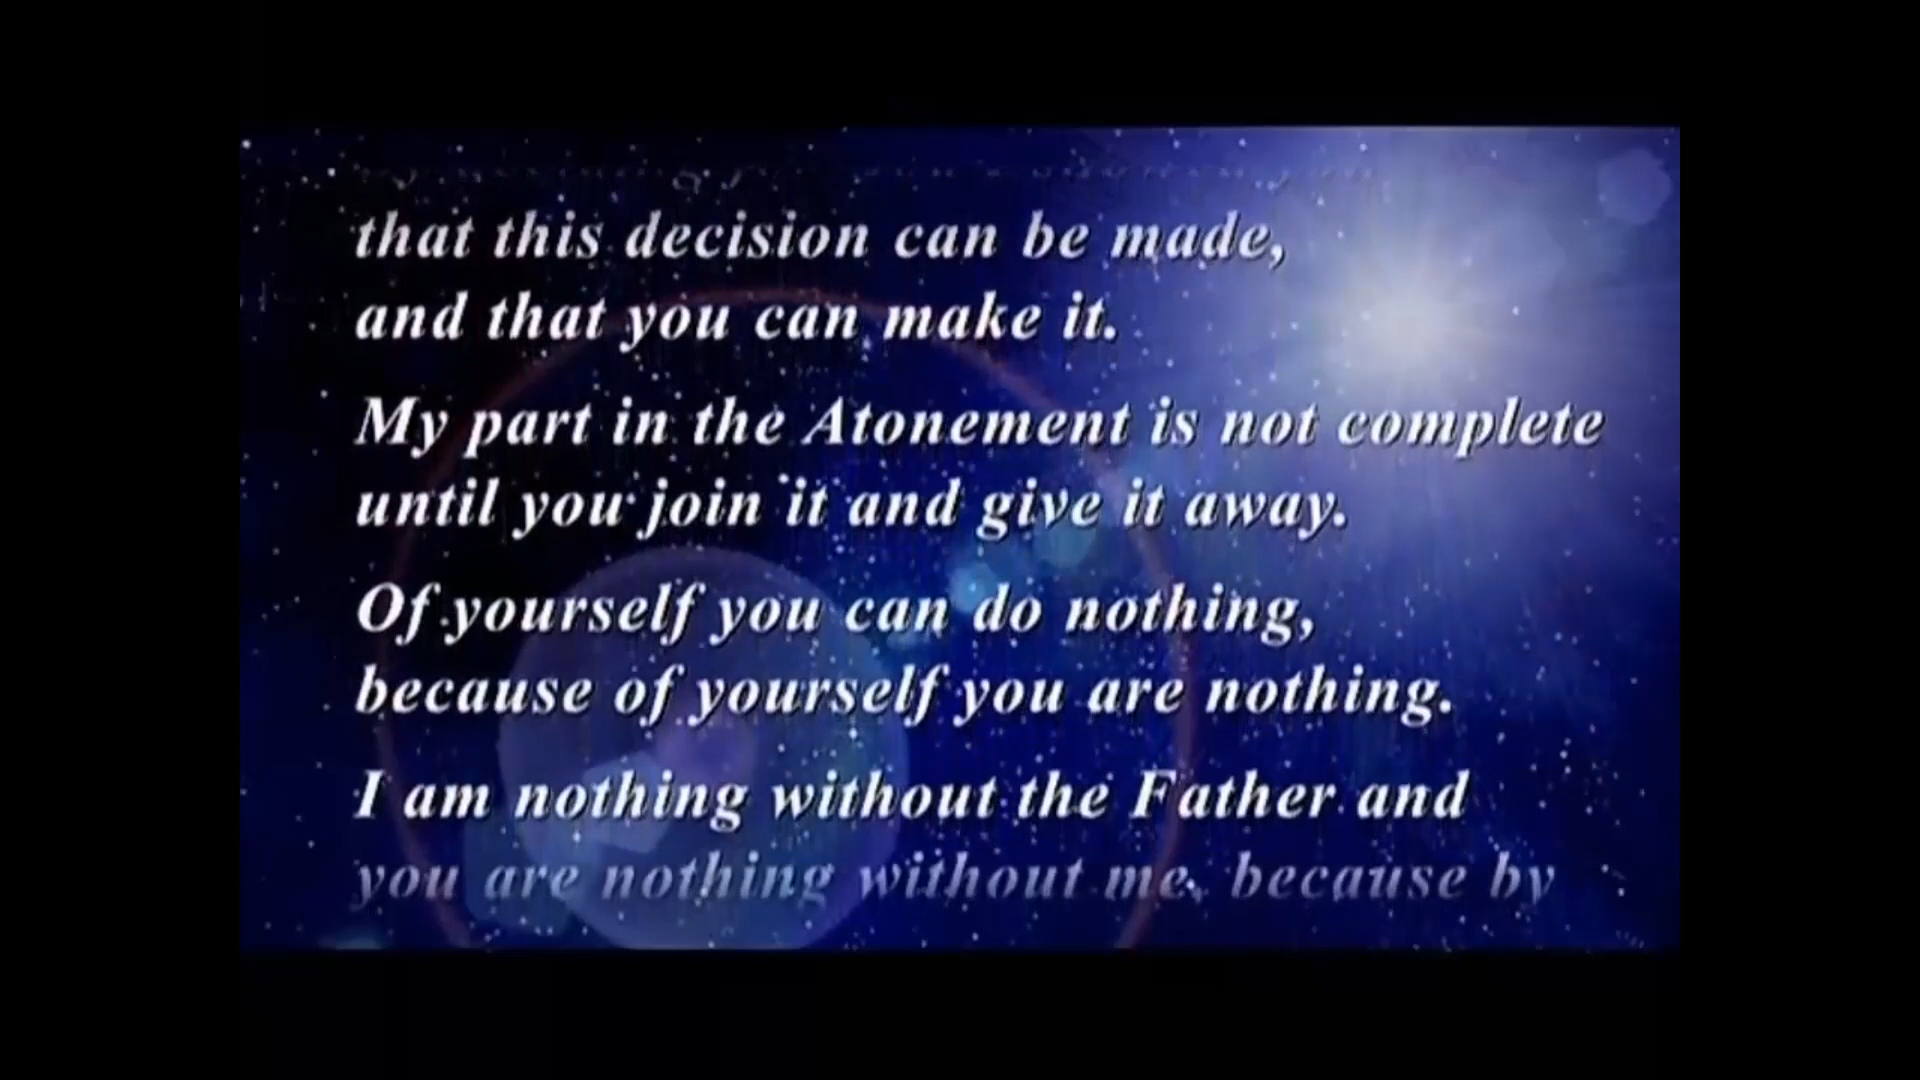 that this decision can be made,
and that you can make it.
My part in the Atonement is not complete
until you join it and give it away.
Of yourself you can do nothing,
because of yourself you are nothing.
I am nothing without the Father and
you are nothing without me, because by